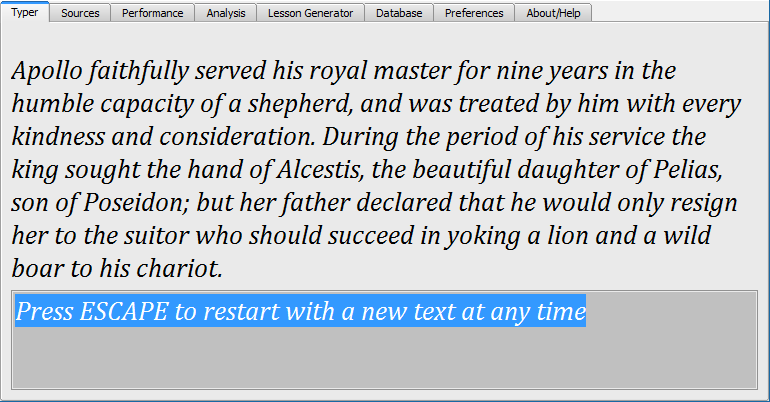 Typer Sources Performance Analysis Lesson Generator Database Preferences About/Help
Apollo faithfully served his royal master for nine years in the
humble capacity of a shepherd, and was treated by him with every
kindness and consideration. During the period of his service the
king sought the hand of Alcestis, the beautiful daughter of Pelias,
son of Poseidon; but her father declared that he would only resign
her to the suitor who should succeed in yoking a lion and a wild
boar to his chariot.
Press ESCAPE to restart with a new text at any time